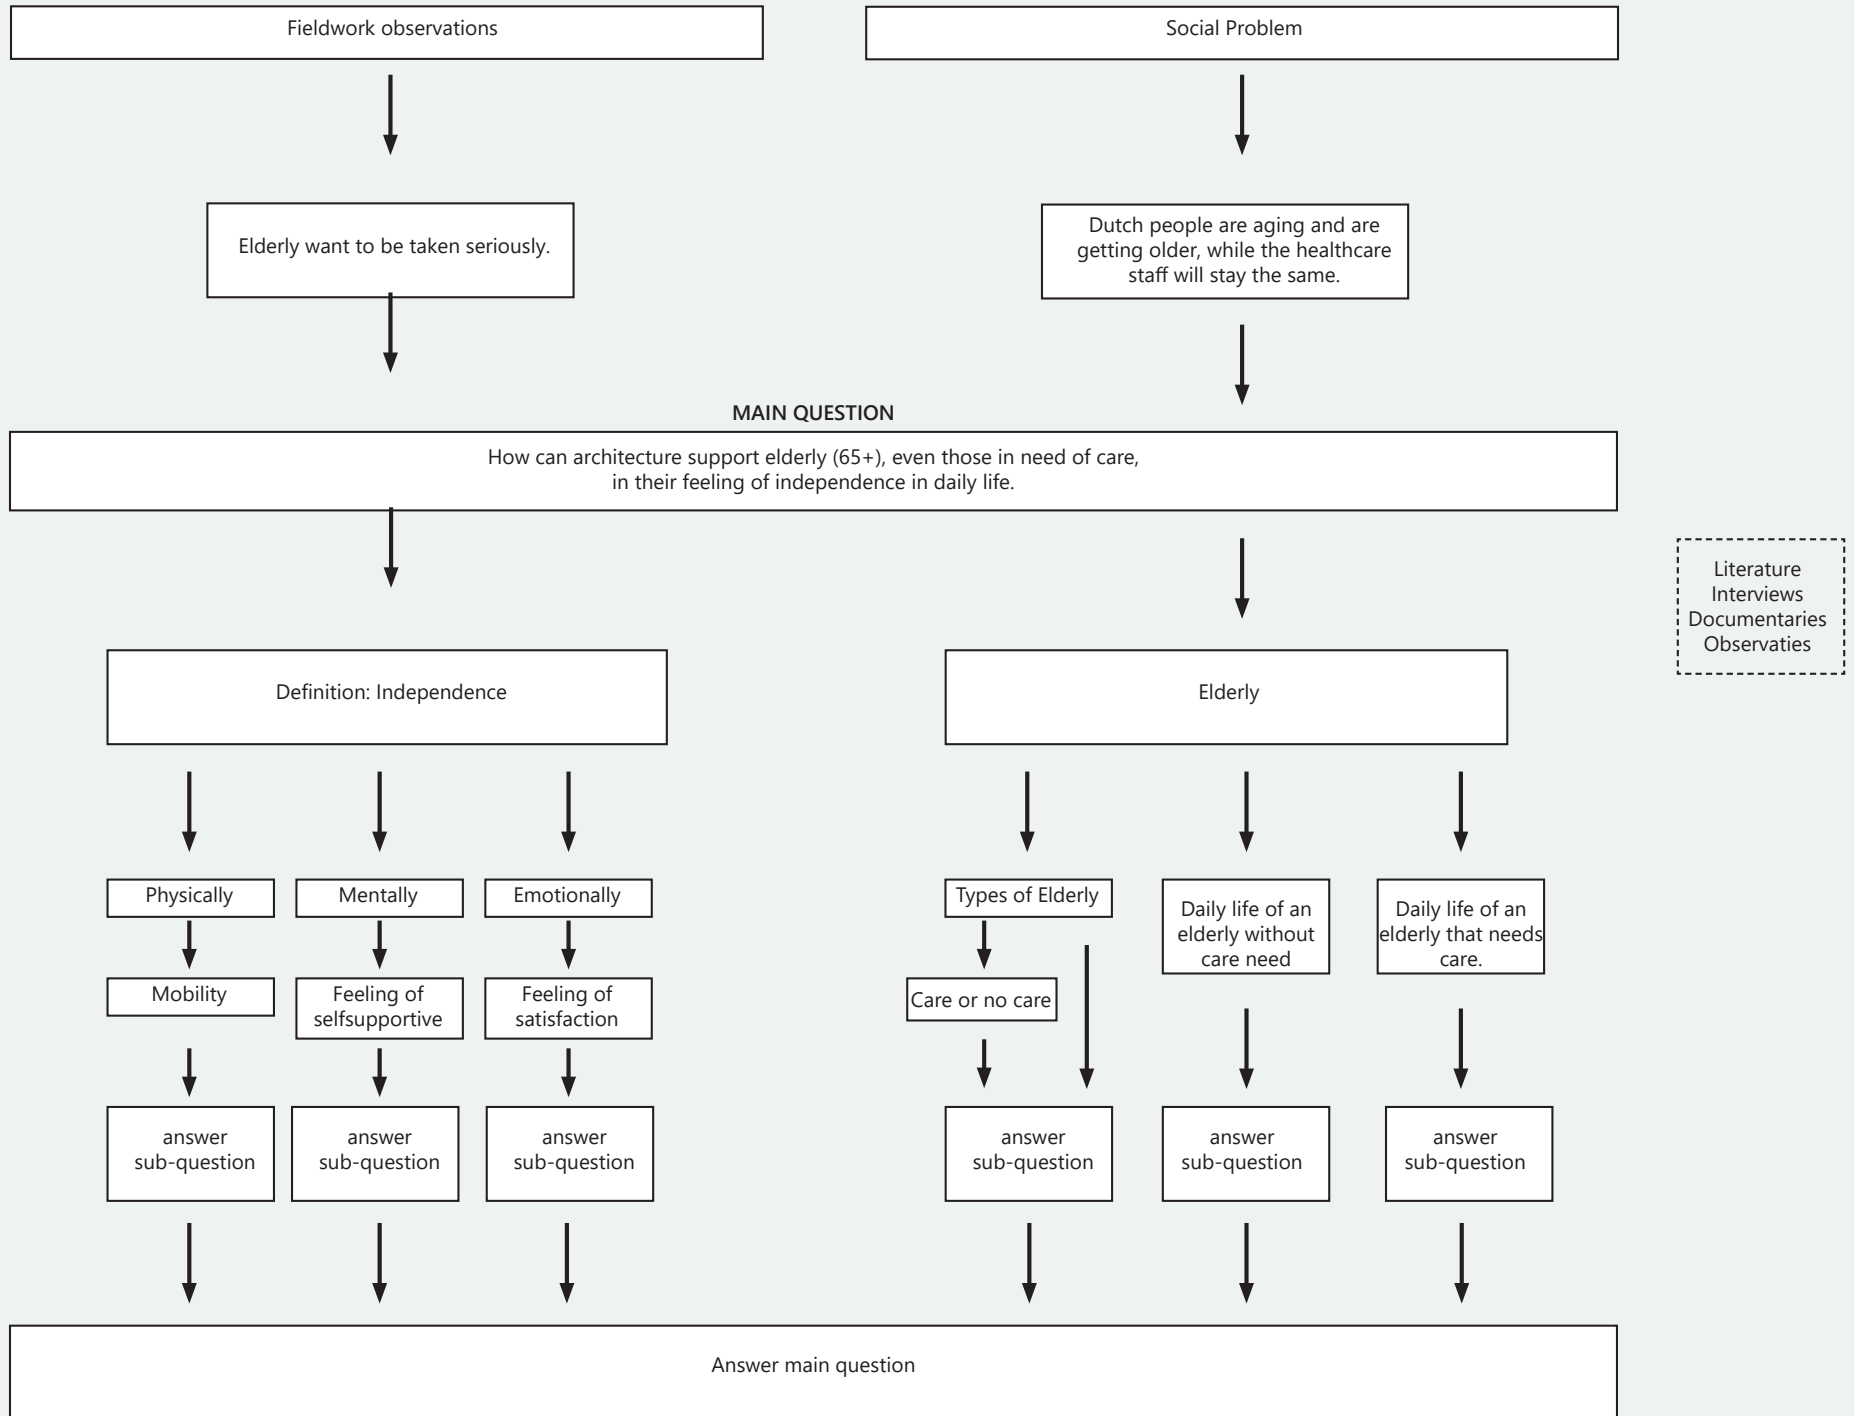 Fieldwork observations
Social Problem
Elderly want to be taken seriously.
Dutch people are aging and are
getting older, while the healthcare
staff will stay the same.
MAIN QUESTION
How can architecture support elderly (65+), even those in need of care,
in their feeling of independence in daily life.
Literature
Interviews
Documentaries
Observaties
Definition: Independence
Elderly
Physically
Mentally
Emotionally
Types of Elderly
Daily life of an
elderly without
care need
Daily life of an
elderly that needs
care.
Mobility
Feeling of
selfsupportive
Feeling of
satisfaction
Care or no care
answer
sub-question
answer
sub-question
answer
sub-question
answer
sub-question
answer
sub-question
answer
sub-question
Answer main question